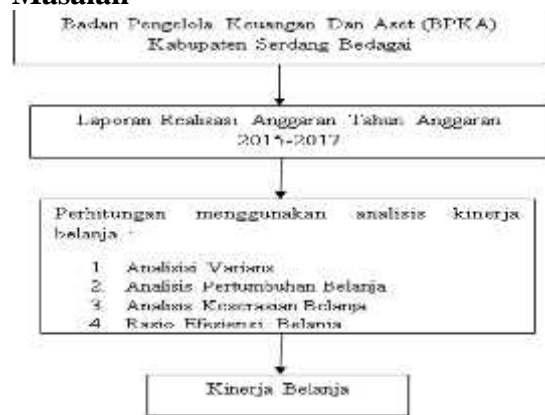 Masalah
Badan Pengelola Keuangan Dan Aset (BPKA)
Kabupaten Serdang Bedagai
Laporan Realisasi Anggaran Tahun Anggaran
2015-2017
Perhitungan menggunakan analisis kinerja
belanja :
1 Analisisi Varians
2 Analisis Pertumbuhan Belanja
3 Analisis Keserasian Belanja
4 Rasio Efisiensi Belanja
Kinerja Belanja